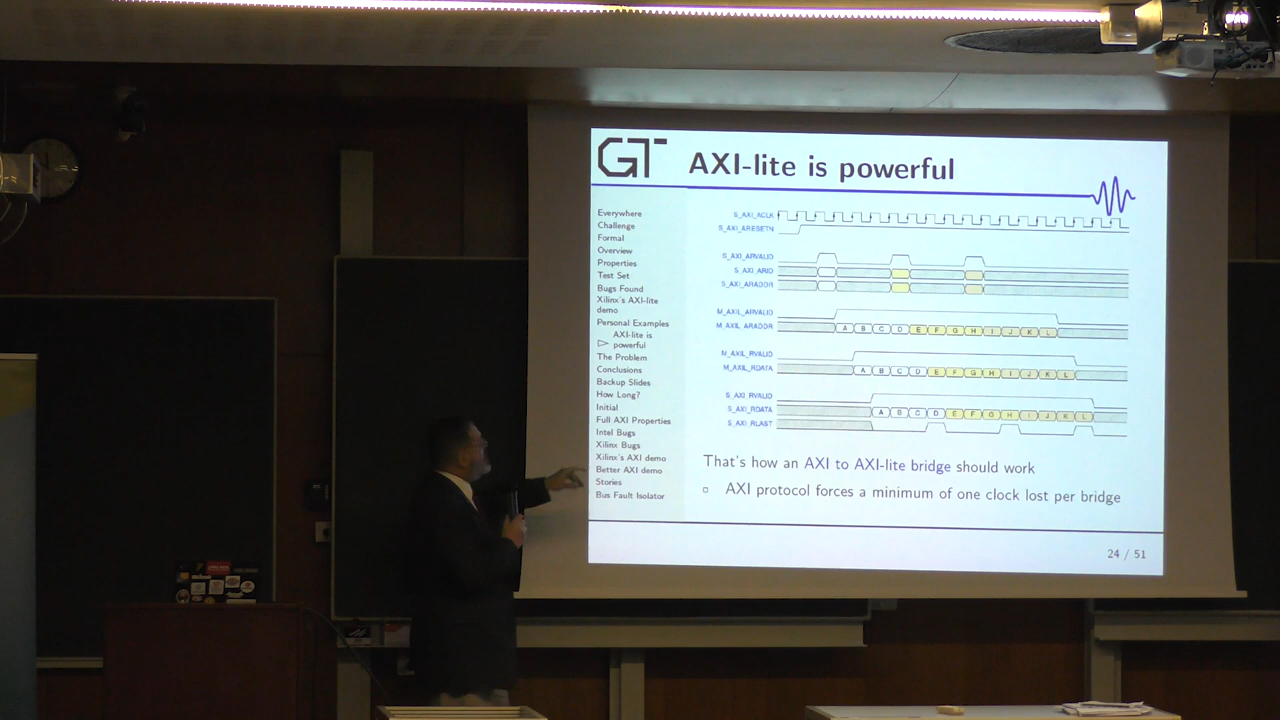 GT
AXI-lite is powerful
Everywhere
Challenge
Formal
Overview
Properties
Test Set
Bugs Found
Xilinx's AXI-lite
demo
Personal Examples
AXI-lite is
powerful
The Problem
Conclusions
Backup Slides
How Long?
Initial
Full AXI Properties
Intel Bugs
Xilinx Bugs
Xilinx's AXI demo
Better AXI demo
Stories
Bus Fault Isolator
S_AXI_ACLK
S_AXI_ARESETN
S_AXI_ARVALID
S_AXI_ARID
S_AXI_ARADDR
M_AXIL_ARVALID
M_AXIL_ARADDR A B C D E F G H I J K L
M_AXIL_RVALID
M_AXIL_RDATA A B C D E F G H I J K L
S_AXI_RVALID
S_AXI_RDATA A B C D E F G H I J K L
S_AXI_RLAST
That's how an AXI to AXI-lite bridge should work
AXI protocol forces a minimum of one clock lost per bridge
24 / 51